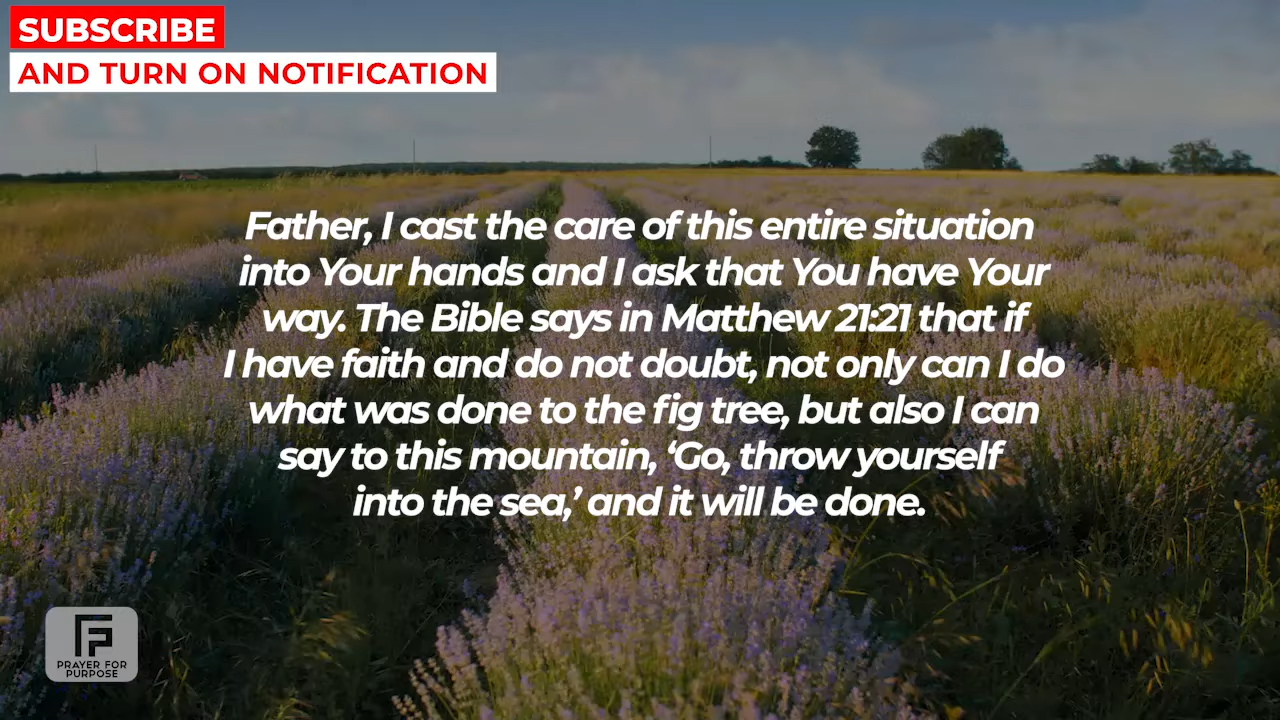 SUBSCRIBE
AND TURN ON NOTIFICATION
Father, I cast the care of this entire situation
into Your hands and I ask that You have Your
way. The Bible says in Matthew 21:21 that if
I have faith and do not doubt, not only can I do
what was done to the fig tree, but also I can
say to this mountain, ‘Go, throw yourself
into the sea,’ and it will be done.
PRAYER FOR
PURPOSE